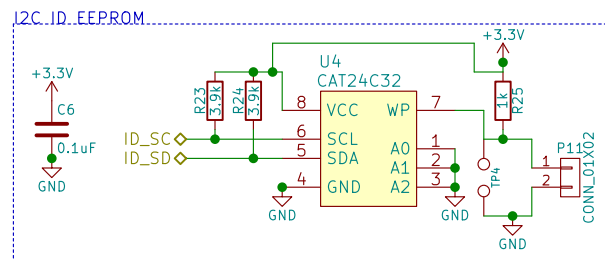 I2C ID EEPROM
+3.3V
C6
0.1uF
GND
ID_SC
ID_SD
R23
3.9k
R24
3.9k
U4
CAT24C32
8 VCC
6 SCL
5 SDA
4 GND
WP 7
A0 1
A1 2
A2 3
GND
GND
+3.3V
1k
R25
TP4
GND
P11
1
2
CONN_01X02